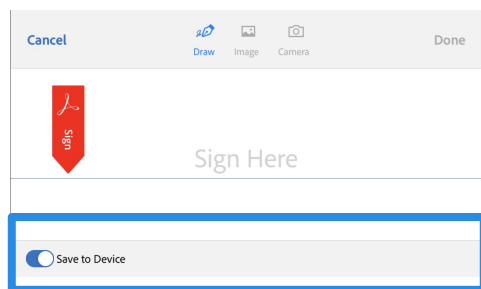 Cancel
Draw
Image
Camera
Done
Sign
Sign Here
Save to Device